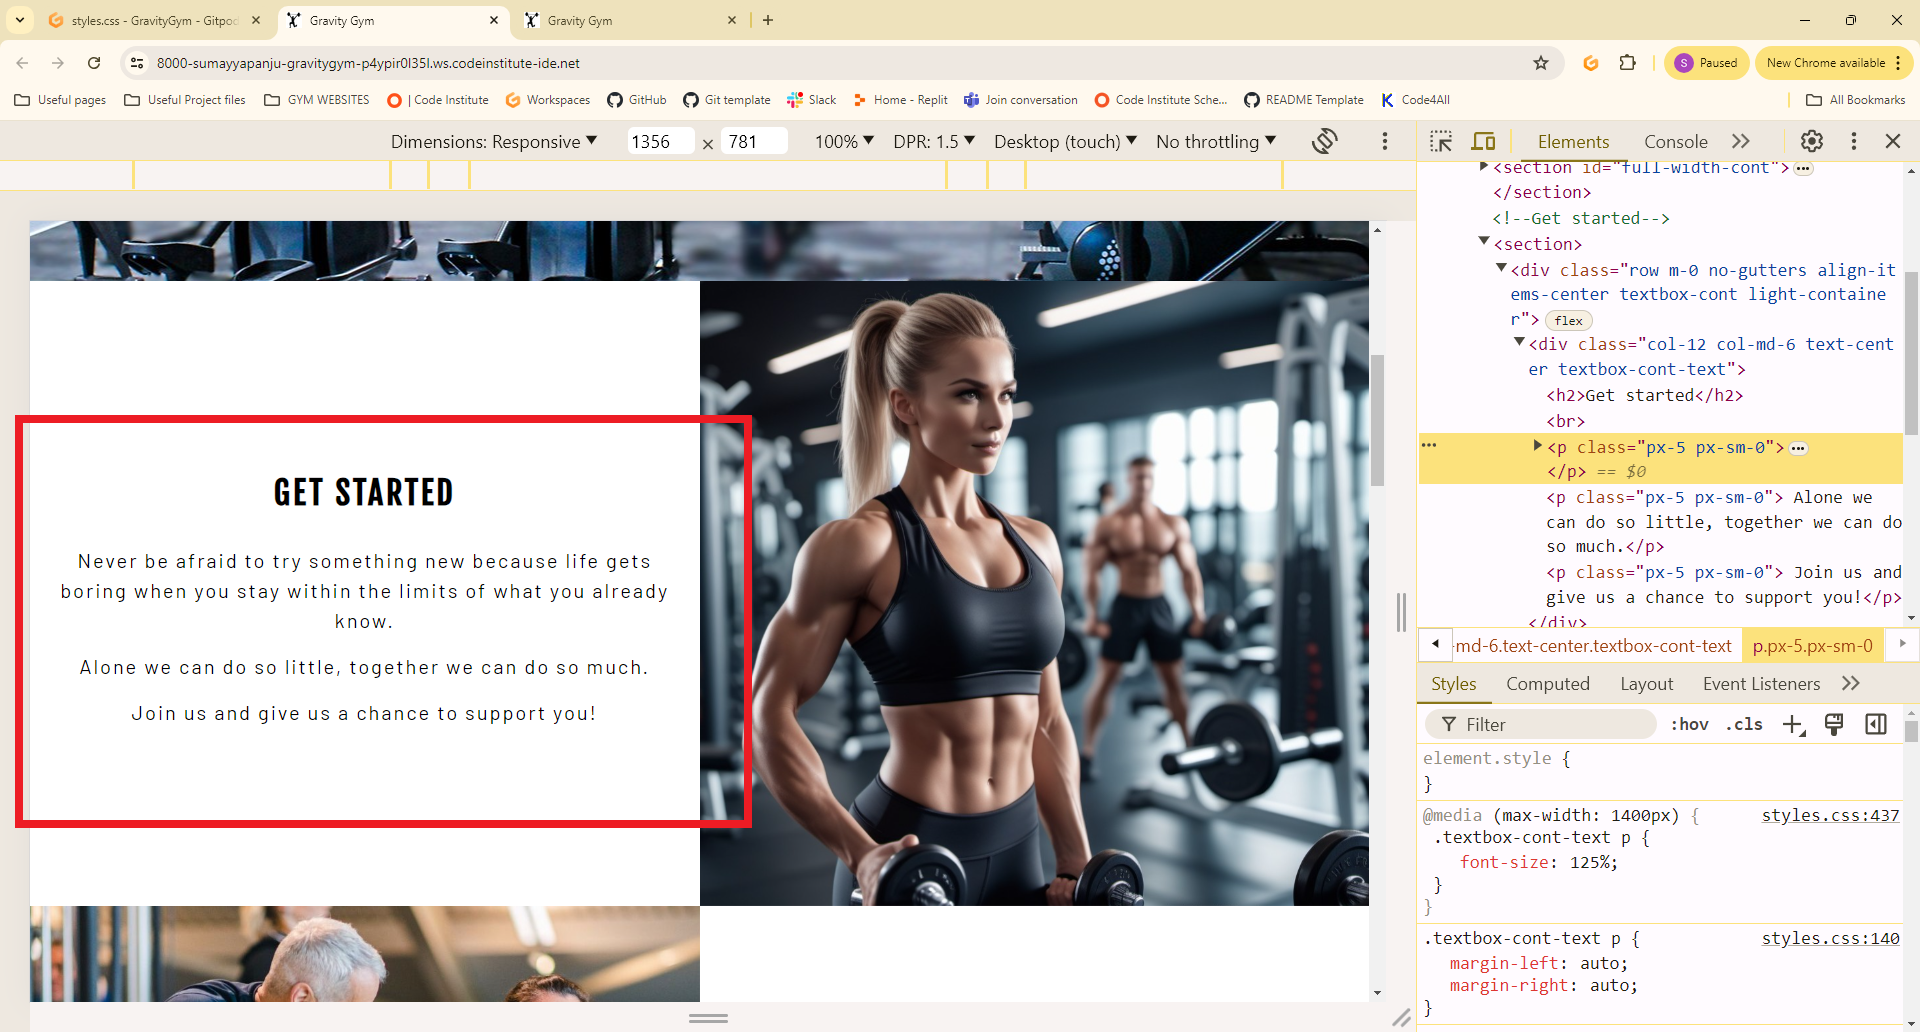 styles.css - GravityGym - Gitpod
Gravity Gym
Gravity Gym
8000-sumayyapanju-gravitygym-p4ypir0l35l.ws.codeinstitute-ide.net
S Paused
New Chrome available
Useful pages
Useful Project files
GYM WEBSITES
| Code Institute
Workspaces
GitHub
Git template
Slack
Home - Replit
Join conversation
Code Institute Sche...
README Template
Code4All
All Bookmarks
Dimensions: Responsive
1356 × 781
100%
DPR: 1.5
Desktop (touch)
No throttling
GET STARTED
Never be afraid to try something new because life gets
boring when you stay within the limits of what you already
know.
Alone we can do so little, together we can do so much.
Join us and give us a chance to support you!
Elements
Console
<section id="full-width-cont"> ...
</section>
<!--Get started-->
<section>
<div class="row m-0 no-gutters align-it
ems-center textbox-cont light-containe
r"> flex
<div class="col-12 col-md-6 text-cent
er textbox-cont-text">
<h2>Get started</h2>
<br>
... <p class="px-5 px-sm-0"> ...
</p> == $0
<p class="px-5 px-sm-0"> Alone we
can do so little, together we can do
so much.</p>
<p class="px-5 px-sm-0"> Join us and
give us a chance to support you!</p>
</div>
-md-6.text-center.textbox-cont-text
p.px-5.px-sm-0
Styles
Computed
Layout
Event Listeners
Filter
:hov
.cls
element.style {
}
@media (max-width: 1400px) { styles.css:437
.textbox-cont-text p {
font-size: 125%;
}
}
.textbox-cont-text p { styles.css:140
margin-left: auto;
margin-right: auto;
}